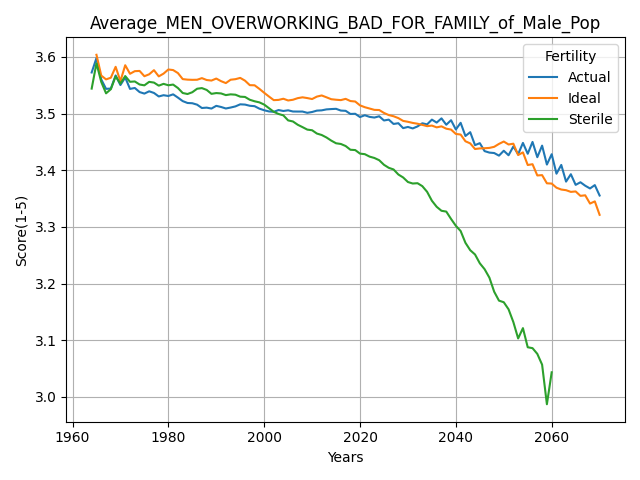 Average_MEN_OVERWORKING_BAD_FOR_FAMILY_of_Male_Pop
Fertility
Actual
Ideal
Sterile
Score(1-5)
3.6
3.5
3.4
3.3
3.2
3.1
3.0
1960 1980 2000 2020 2040 2060
Years